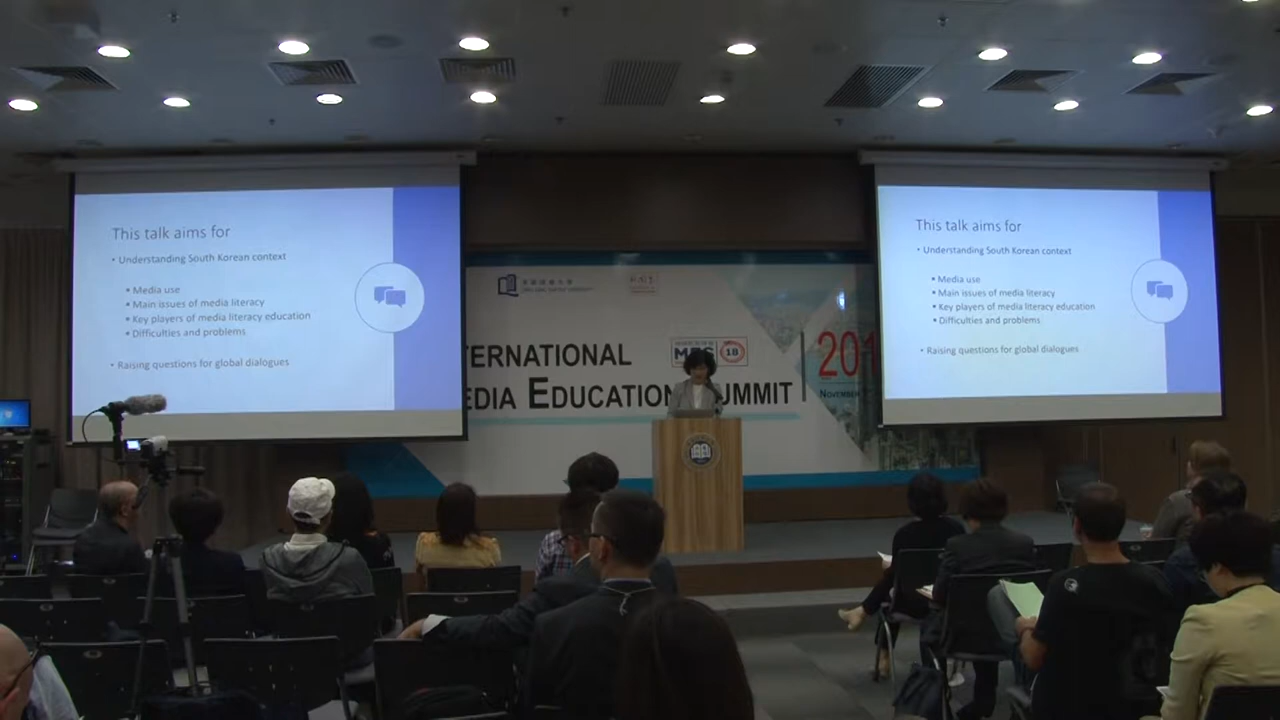 This talk aims for
• Understanding South Korean context
▪ Media use
▪ Main issues of media literacy
▪ Key players of media literacy education
▪ Difficulties and problems
• Raising questions for global dialogues
TERNATIONAL
EDIA EDUCATION UMMIT
18
201
NOVEMBER
This talk aims for
• Understanding South Korean context
▪ Media use
▪ Main issues of media literacy
▪ Key players of media literacy education
▪ Difficulties and problems
• Raising questions for global dialogues